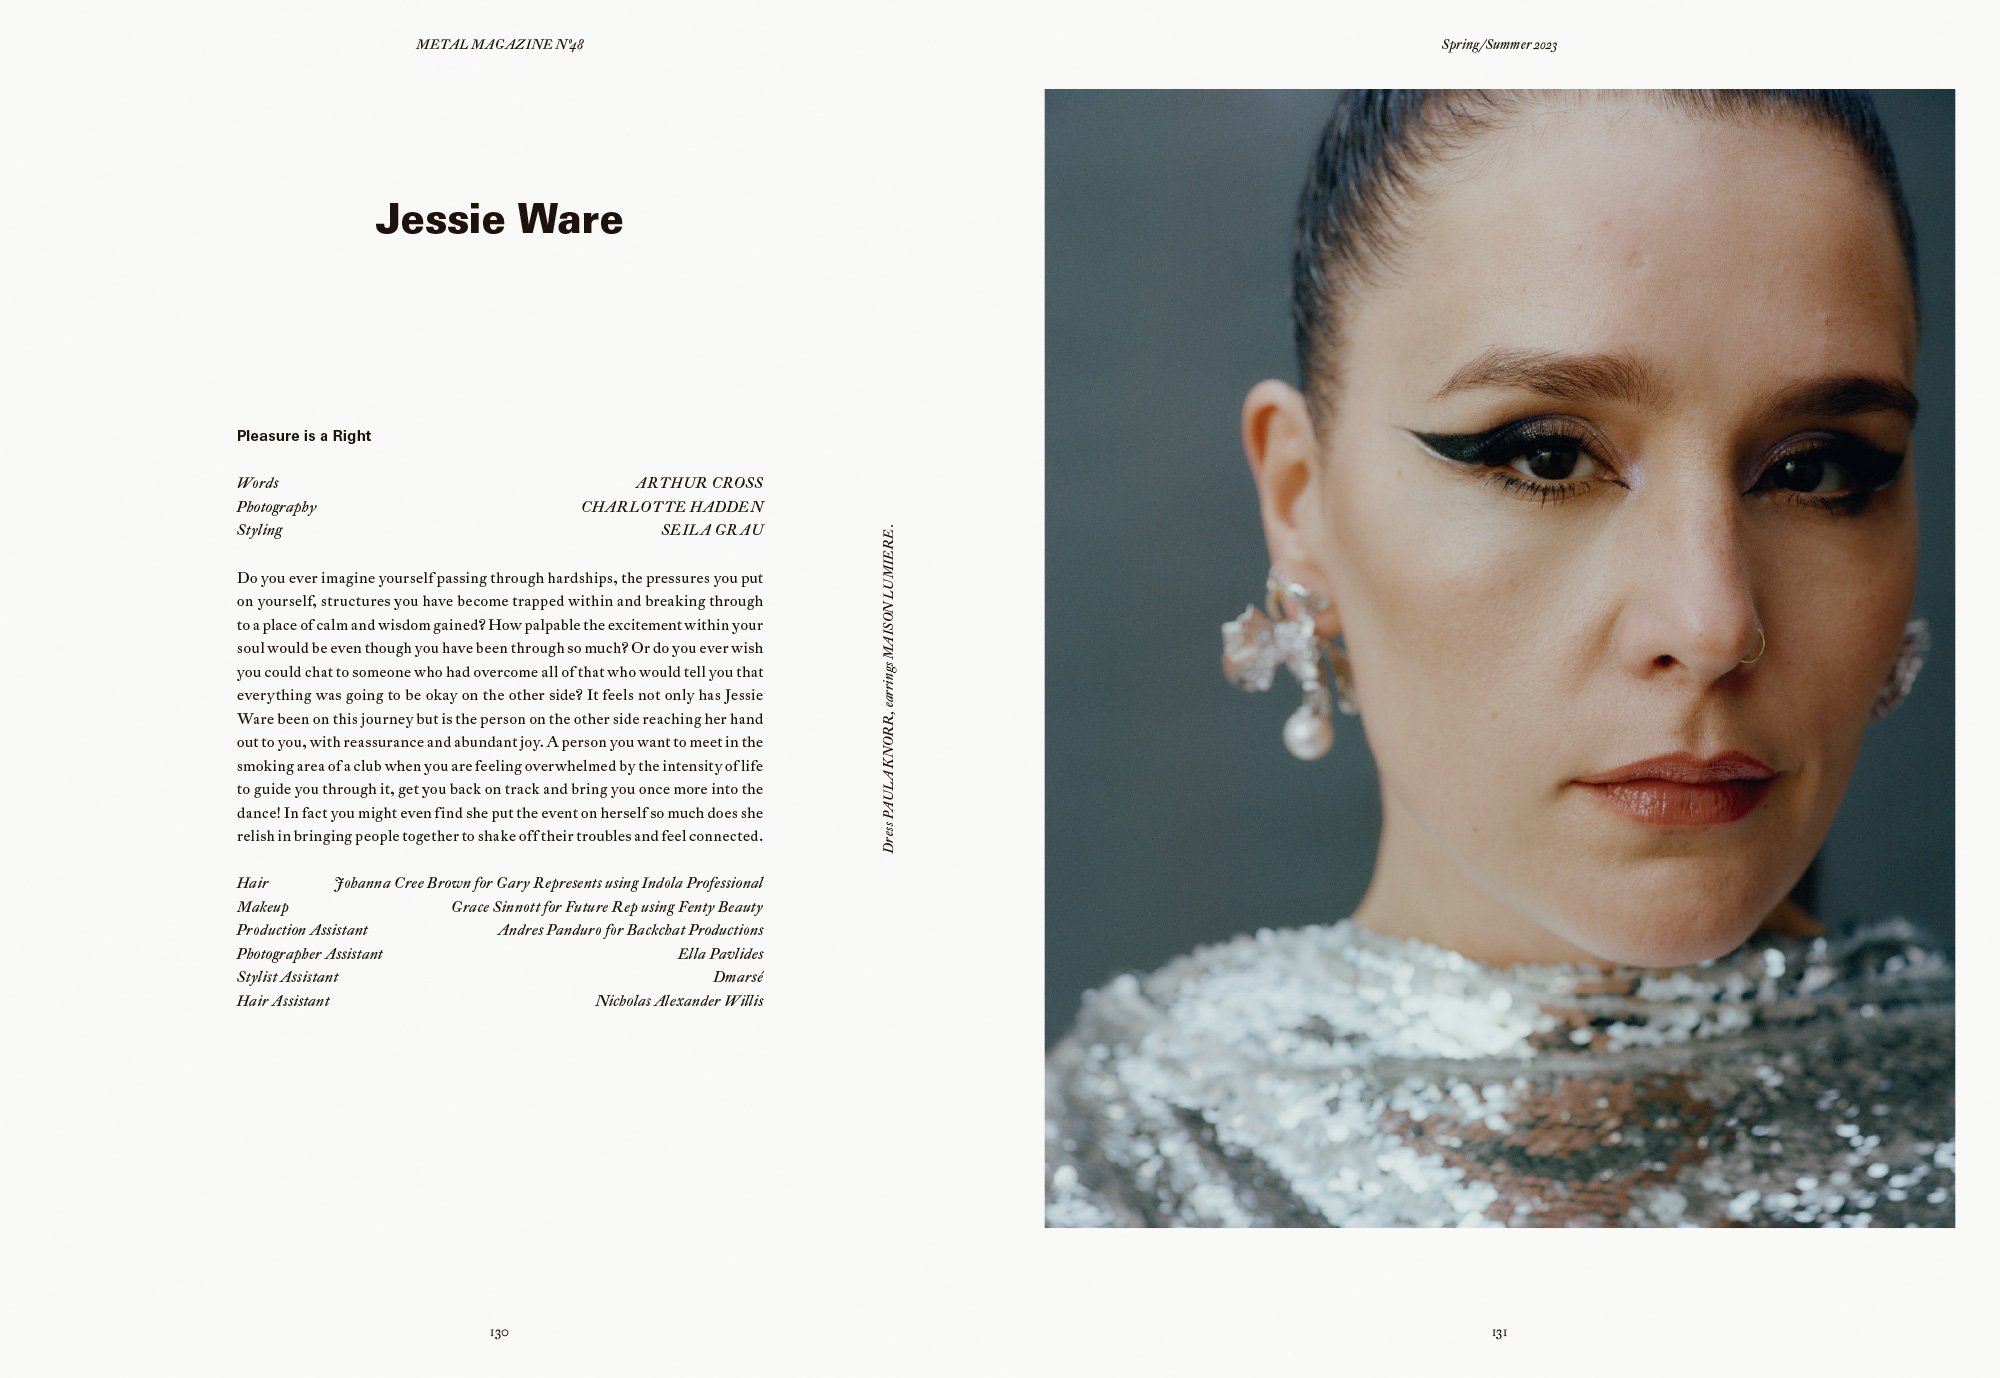 METAL MAGAZINE Nº48
Spring/Summer 2023
Jessie Ware
Pleasure is a Right
Words ARTHUR CROSS
Photography CHARLOTTE HADDEN
Styling SEILA GRAU
Do you ever imagine yourself passing through hardships, the pressures you put
on yourself, structures you have become trapped within and breaking through
to a place of calm and wisdom gained? How palpable the excitement within your
soul would be even though you have been through so much? Or do you ever wish
you could chat to someone who had overcome all of that who would tell you that
everything was going to be okay on the other side? It feels not only has Jessie
Ware been on this journey but is the person on the other side reaching her hand
out to you, with reassurance and abundant joy. A person you want to meet in the
smoking area of a club when you are feeling overwhelmed by the intensity of life
to guide you through it, get you back on track and bring you once more into the
dance! In fact you might even find she put the event on herself so much does she
relish in bringing people together to shake off their troubles and feel connected.
Hair Johanna Cree Brown for Gary Represents using Indola Professional
Makeup Grace Sinnott for Future Rep using Fenty Beauty
Production Assistant Andres Panduro for Backchat Productions
Photographer Assistant Ella Pavlides
Stylist Assistant Dmarsé
Hair Assistant Nicholas Alexander Willis
Dress PAULA KNORR, earrings MAISON LUMIERE.
130
131